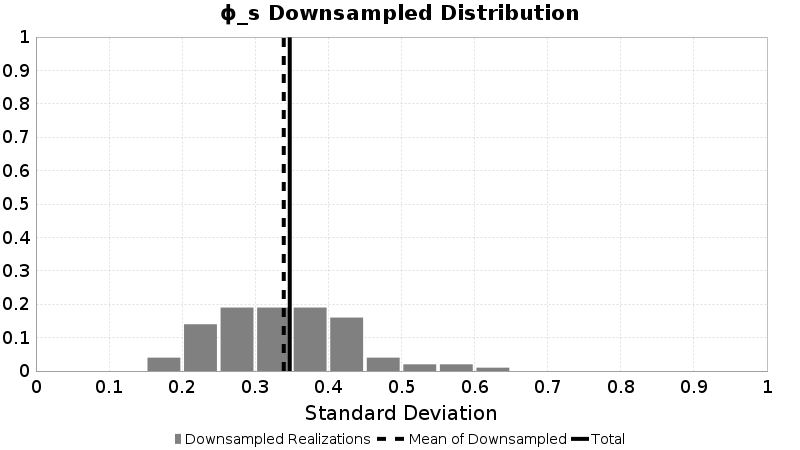 ϕ_s Downsampled Distribution
1
0.9
0.8
0.7
0.6
0.5
0.4
0.3
0.2
0.1
0
0 0.1 0.2 0.3 0.4 0.5 0.6 0.7 0.8 0.9 1
Standard Deviation
Downsampled Realizations Mean of Downsampled Total